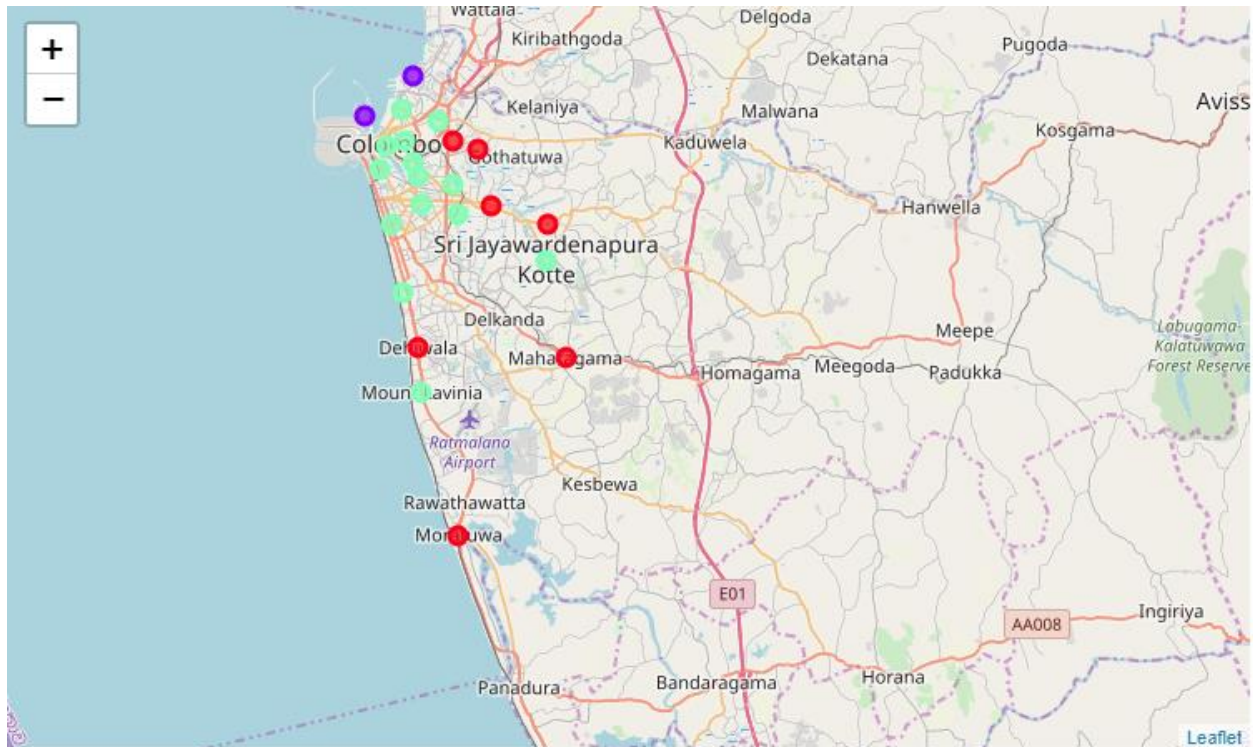 +
−
Wattala
Delgoda
Kiribathgoda
Pugoda
Dekatana
Aviss
Kelaniya
Malwana
Kosgama
Colombo
Kaduwela
Gothatuwa
Hanwella
Sri Jayawardenapura
Kotte
Delkanda
Meepe
Labugama-
Kalatuwawa
Forest Reserve
Dehiwala
Maharagama
Homagama
Meegoda
Padukka
Mount Lavinia
Ratmalana
Airport
Kesbewa
Rawathawatta
Moratuwa
E01
Ingiriya
AA008
Horana
Panadura
Bandaragama
Leaflet